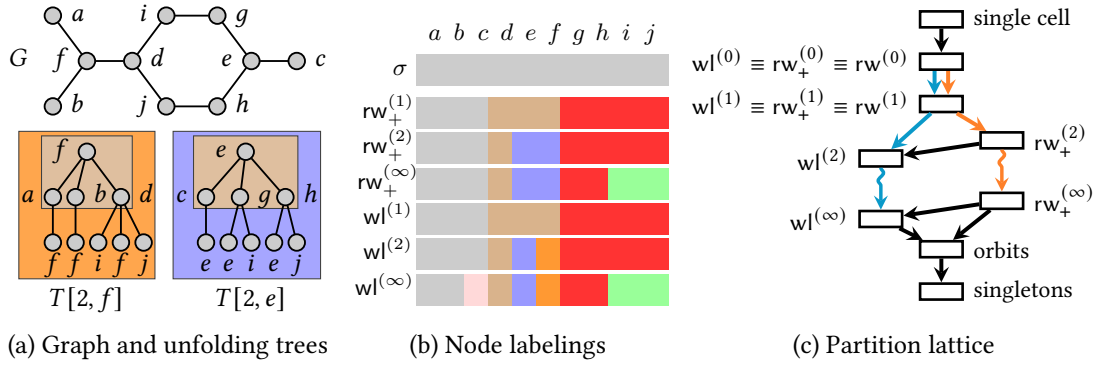 a i g
G f d e c
b j h
f
a b d
f f i f j
T[2, f]
e
c g h
e e i e j
T[2, e]
(a) Graph and unfolding trees
a b c d e f g h i j
σ
rw₊⁽¹⁾
rw₊⁽²⁾
rw₊⁽∞⁾
wl⁽¹⁾
wl⁽²⁾
wl⁽∞⁾
(b) Node labelings
single cell
wl⁽⁰⁾ ≡ rw₊⁽⁰⁾ ≡ rw⁽⁰⁾
wl⁽¹⁾ ≡ rw₊⁽¹⁾ ≡ rw⁽¹⁾
rw₊⁽²⁾
wl⁽²⁾
rw₊⁽∞⁾
wl⁽∞⁾
orbits
singletons
(c) Partition lattice